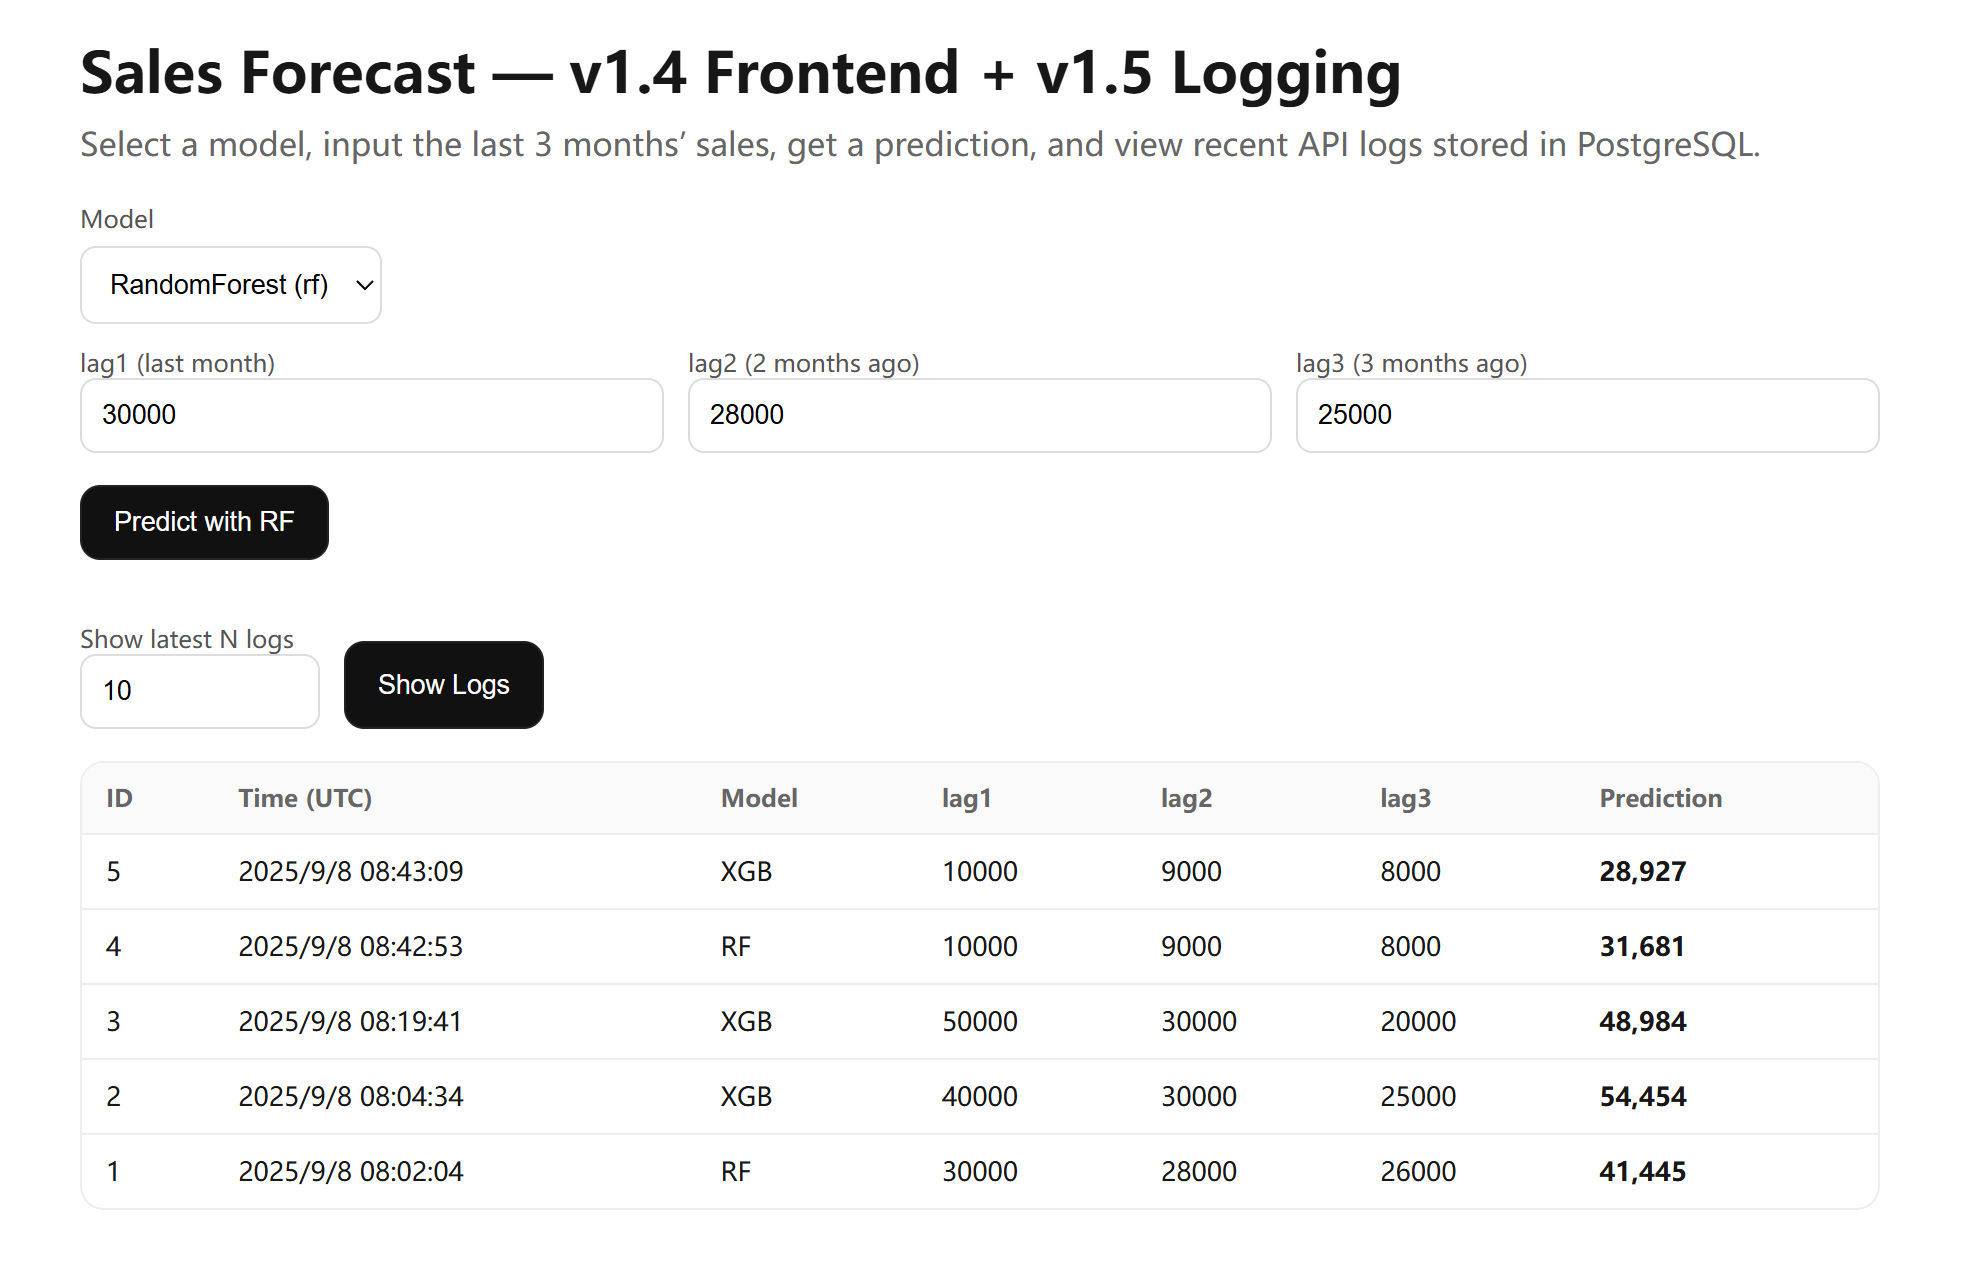 Sales Forecast — v1.4 Frontend + v1.5 Logging
Select a model, input the last 3 months’ sales, get a prediction, and view recent API logs stored in PostgreSQL.
Model
RandomForest (rf)
lag1 (last month) lag2 (2 months ago) lag3 (3 months ago)
30000 28000 25000
Predict with RF
Show latest N logs
10 Show Logs
ID Time (UTC) Model lag1 lag2 lag3 Prediction
5 2025/9/8 08:43:09 XGB 10000 9000 8000 28,927
4 2025/9/8 08:42:53 RF 10000 9000 8000 31,681
3 2025/9/8 08:19:41 XGB 50000 30000 20000 48,984
2 2025/9/8 08:04:34 XGB 40000 30000 25000 54,454
1 2025/9/8 08:02:04 RF 30000 28000 26000 41,445